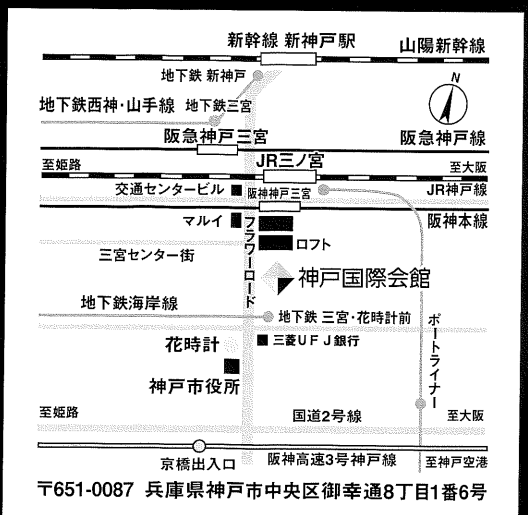 新幹線 新神戸駅
山陽新幹線
地下鉄 新神戸
N
地下鉄西神・山手線
地下鉄三宮
阪急神戸三宮
阪急神戸線
至姫路
JR三ノ宮
至大阪
交通センタービル
阪神神戸三宮
JR神戸線
マルイ
フラワーロード
阪神本線
ロフト
三宮センター街
神戸国際会館
地下鉄海岸線
地下鉄 三宮・花時計前
ポートライナー
花時計
三菱UFJ銀行
神戸市役所
至姫路
国道2号線
至大阪
京橋出入口
阪神高速3号神戸線
至神戸空港
〒651-0087 兵庫県神戸市中央区御幸通8丁目1番6号